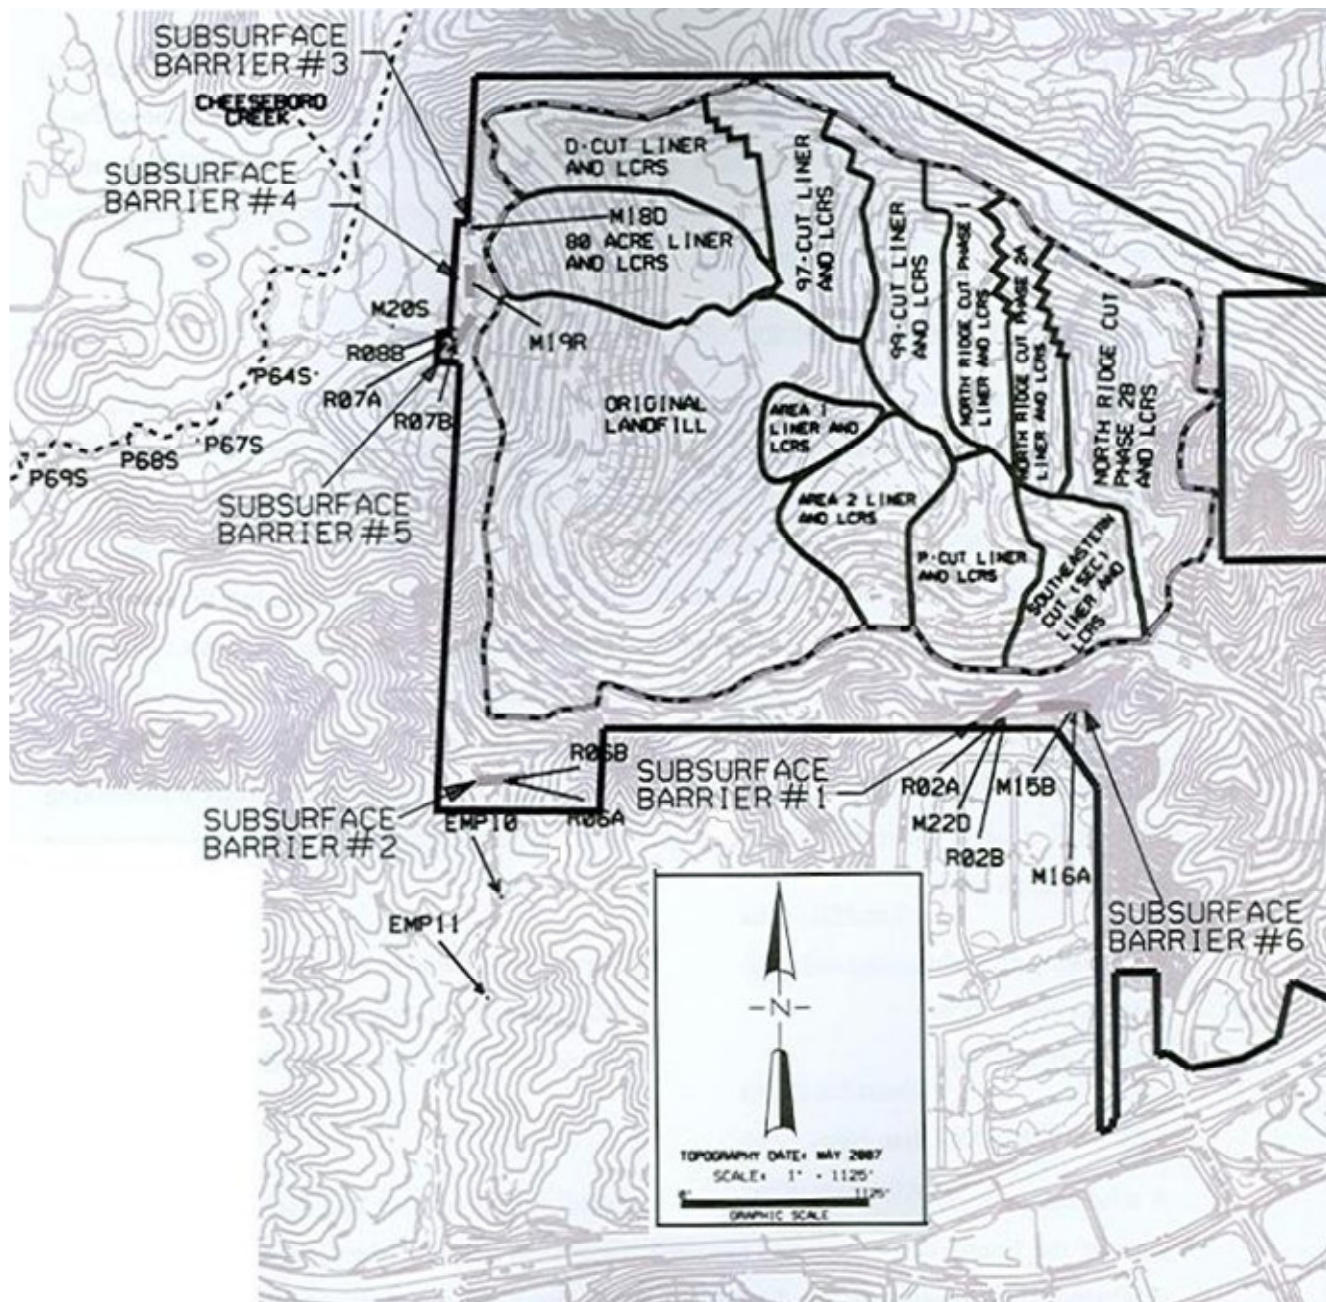 SUBSURFACE
BARRIER #3
CHEESEBORO
CREEK
SUBSURFACE
BARRIER #4
D-CUT LINER
AND LCRS
97-CUT LINER
AND LCRS
M18D
80 ACRE LINER
AND LCRS
99-CUT LINER
AND LCRS
NORTH RIDGE CUT PHASE 1
LINER AND LCRS
NORTH RIDGE CUT PHASE 2A
LINER AND LCRS
NORTH RIDGE CUT
PHASE 2B
AND LCRS
M20S
M19R
R08B
P64S
R07A
R07B
P67S
P68S
P69S
ORIGINAL
LANDFILL
AREA 1
LINER AND
LCRS
SUBSURFACE
BARRIER #5
AREA 2 LINER
AND LCRS
P-CUT LINER
AND LCRS
SOUTHEASTERN
CUT (SEC)
LINER AND
LCRS
R06B
SUBSURFACE
BARRIER #1
R02A
M15B
R06A
SUBSURFACE
BARRIER #2
EMP10
M22D
R02B
M16A
EMP11
SUBSURFACE
BARRIER #6
-N-
TOPOGRAPHY DATE: MAY 2007
SCALE: 1" = 1125'
0" 1125'
GRAPHIC SCALE